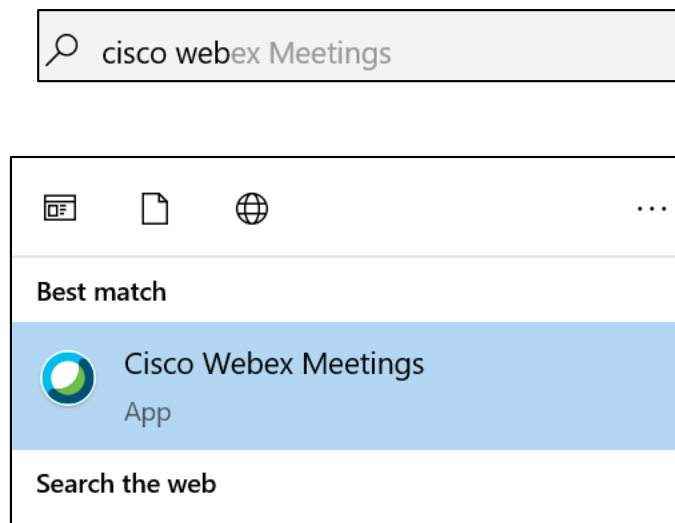 cisco webex Meetings
...
Best match
Cisco Webex Meetings
App
Search the web